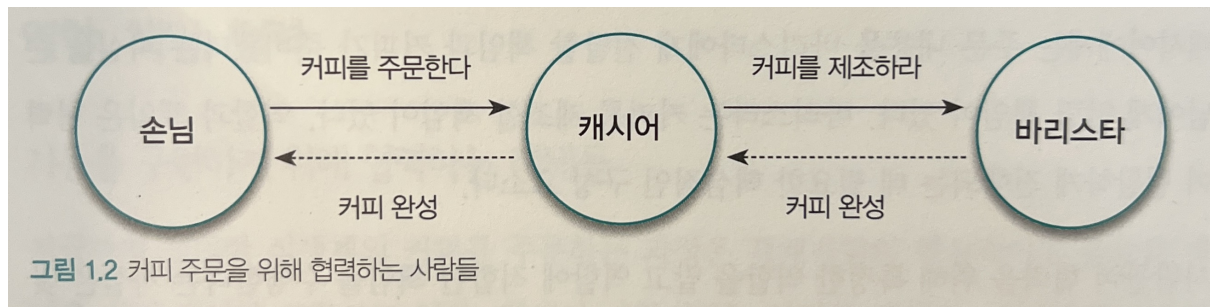 커피를 주문한다
커피를 제조하라
손님
캐시어
바리스타
커피 완성
커피 완성
그림 1.2 커피 주문을 위해 협력하는 사람들